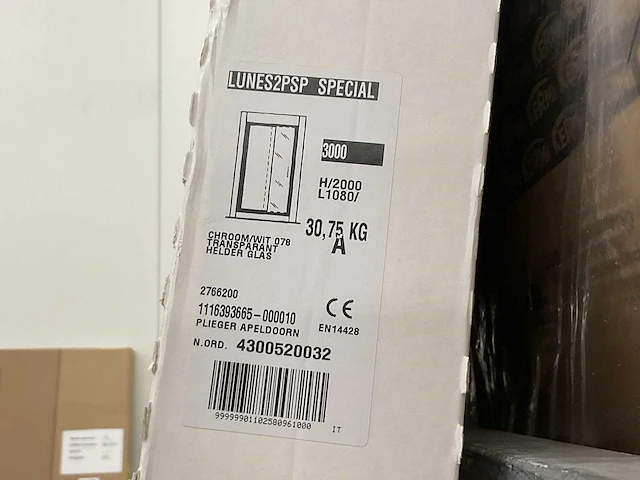 LUNES2PSP SPECIAL
3000
H/2000
L1080/
30,75 KG
A
CHROOM/WIT 078
TRANSPARANT
HELDER GLAS
2766200
1116393665-000010
PLIEGER APELDOORN
CE
EN14428
N.ORD. 4300520032
99999901102580961000
IT